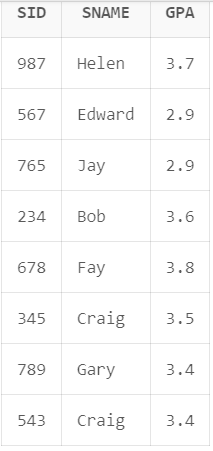 SID SNAME GPA
987 Helen 3.7
567 Edward 2.9
765 Jay 2.9
234 Bob 3.6
678 Fay 3.8
345 Craig 3.5
789 Gary 3.4
543 Craig 3.4